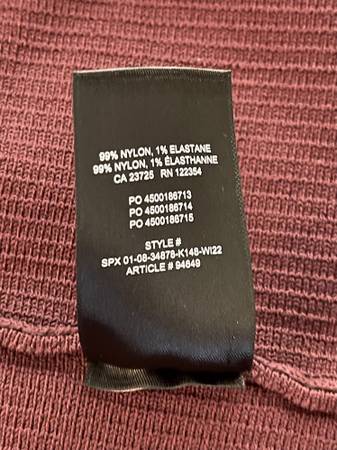 99% NYLON, 1% ELASTANE
99% NYLON, 1% ÉLASTHANNE
CA 23725 RN 122354
PO 4500186713
PO 4500186714
PO 4500186715
STYLE #
SPX 01-08-34878-K148-WI22
ARTICLE # 94649